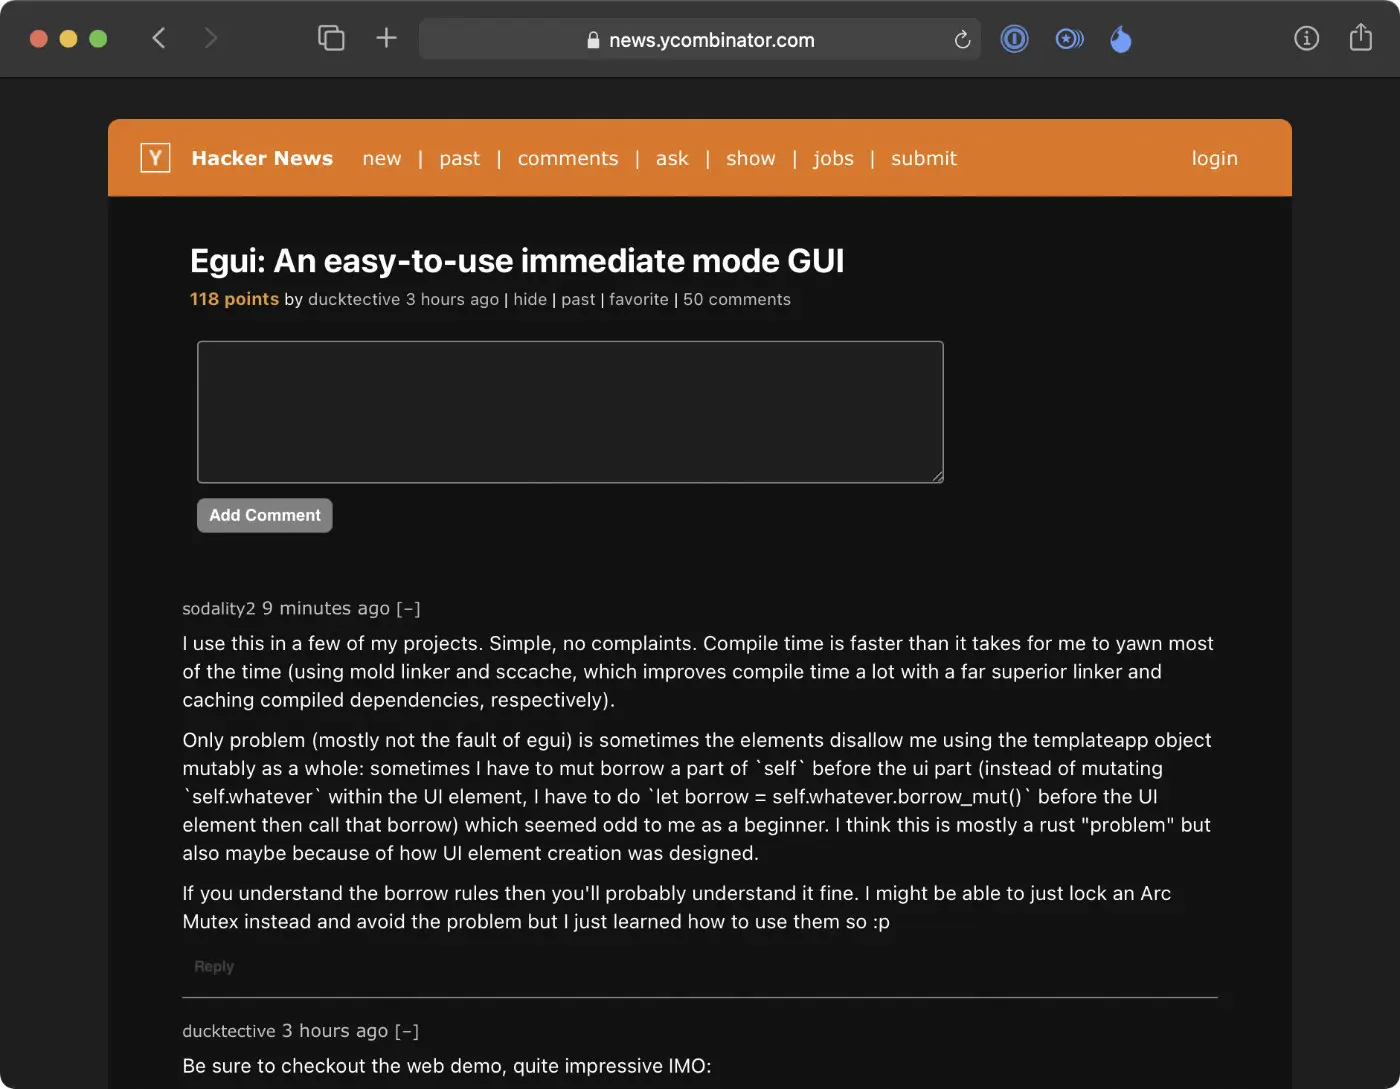 news.ycombinator.com
Y Hacker News new | past | comments | ask | show | jobs | submit login
Egui: An easy-to-use immediate mode GUI
118 points by ducktective 3 hours ago | hide | past | favorite | 50 comments
Add Comment
sodality2 9 minutes ago [–]
I use this in a few of my projects. Simple, no complaints. Compile time is faster than it takes for me to yawn most
of the time (using mold linker and sccache, which improves compile time a lot with a far superior linker and
caching compiled dependencies, respectively).
Only problem (mostly not the fault of egui) is sometimes the elements disallow me using the templateapp object
mutably as a whole: sometimes I have to mut borrow a part of `self` before the ui part (instead of mutating
`self.whatever` within the UI element, I have to do `let borrow = self.whatever.borrow_mut()` before the UI
element then call that borrow) which seemed odd to me as a beginner. I think this is mostly a rust "problem" but
also maybe because of how UI element creation was designed.
If you understand the borrow rules then you'll probably understand it fine. I might be able to just lock an Arc
Mutex instead and avoid the problem but I just learned how to use them so :p
Reply
ducktective 3 hours ago [–]
Be sure to checkout the web demo, quite impressive IMO: